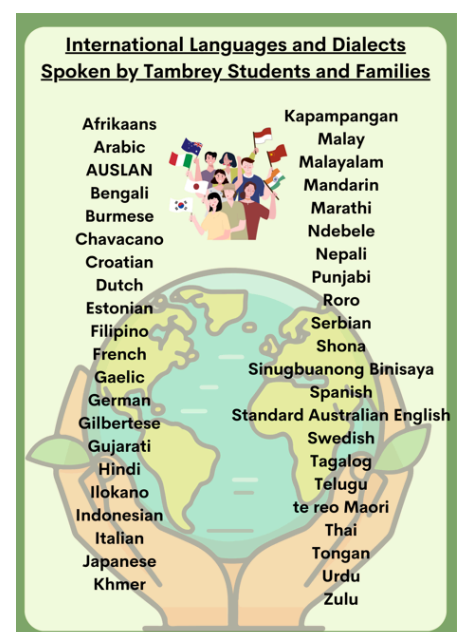 International Languages and Dialects
Spoken by Tambrey Students and Families
Afrikaans
Arabic
AUSLAN
Bengali
Burmese
Chavacano
Croatian
Dutch
Estonian
Filipino
French
Gaelic
German
Gilbertese
Gujarati
Hindi
Ilokano
Indonesian
Italian
Japanese
Khmer
Kapampangan
Malay
Malayalam
Mandarin
Marathi
Ndebele
Nepali
Punjabi
Roro
Serbian
Shona
Sinugbuanong Binisaya
Spanish
Standard Australian English
Swedish
Tagalog
Telugu
te reo Maori
Thai
Tongan
Urdu
Zulu